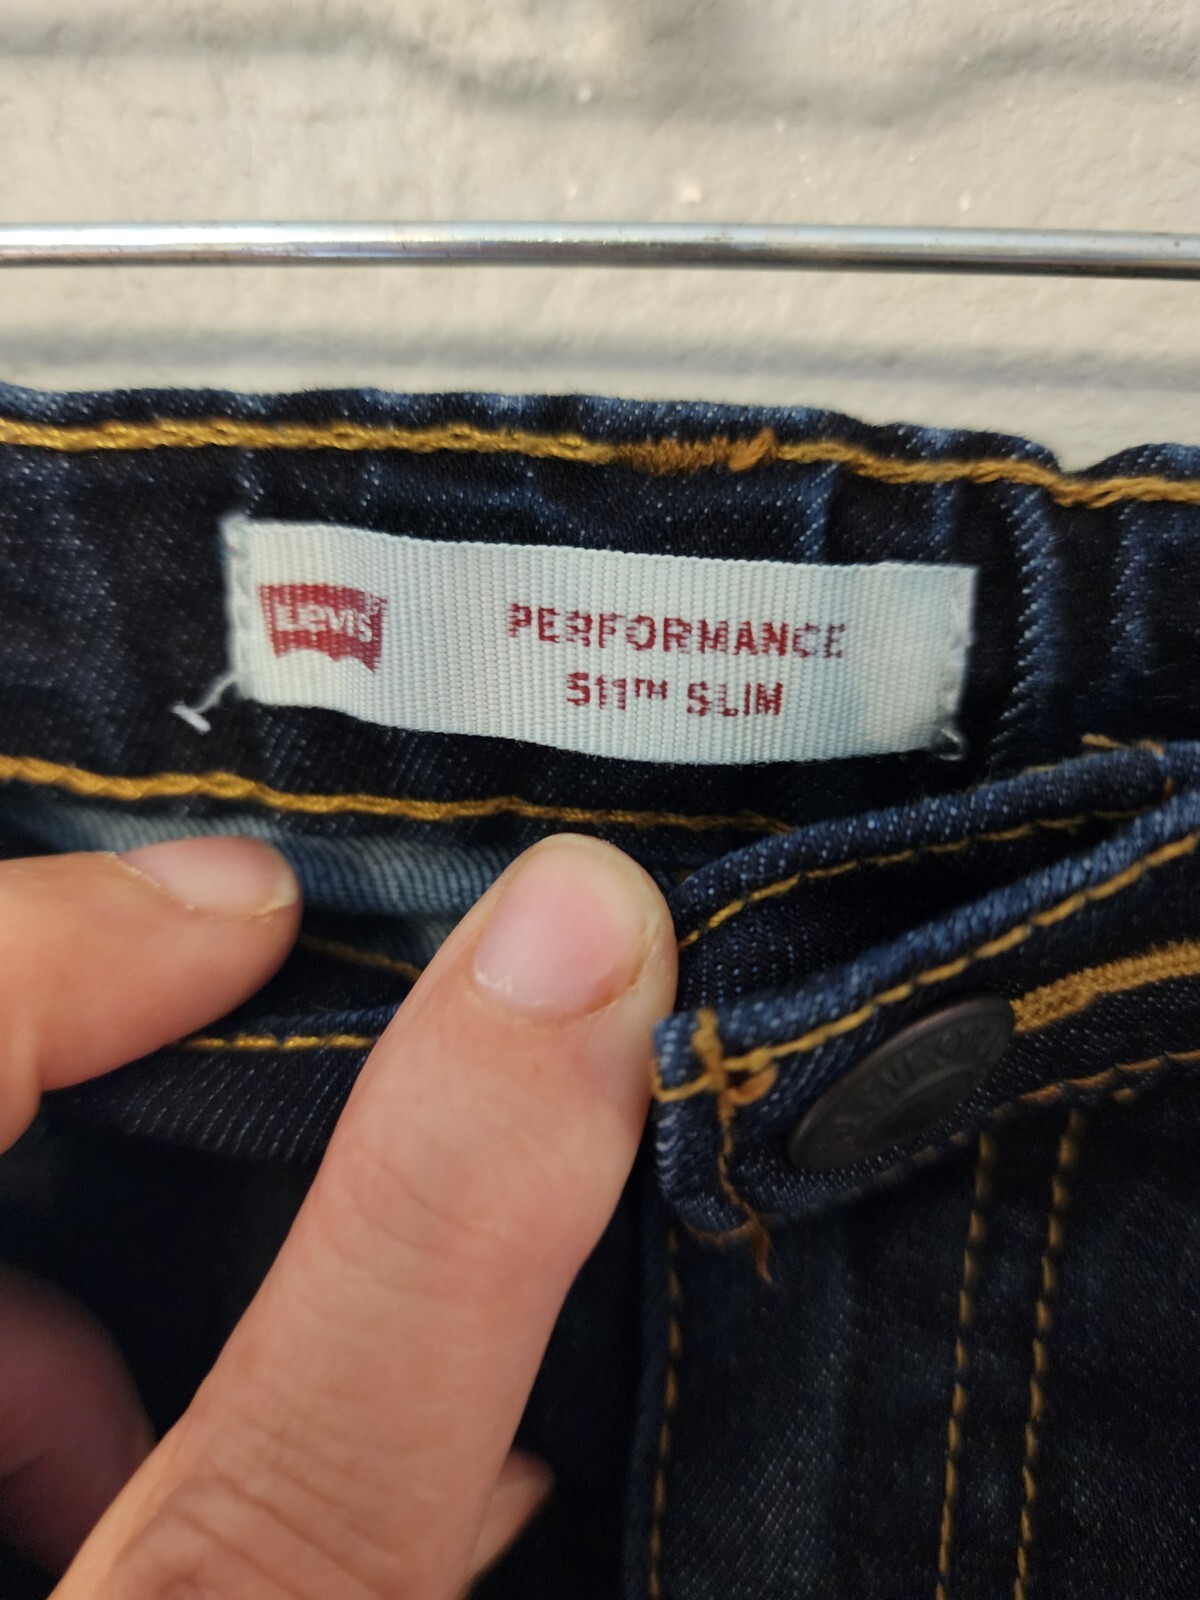 Levi's
PERFORMANCE
511™ SLIM